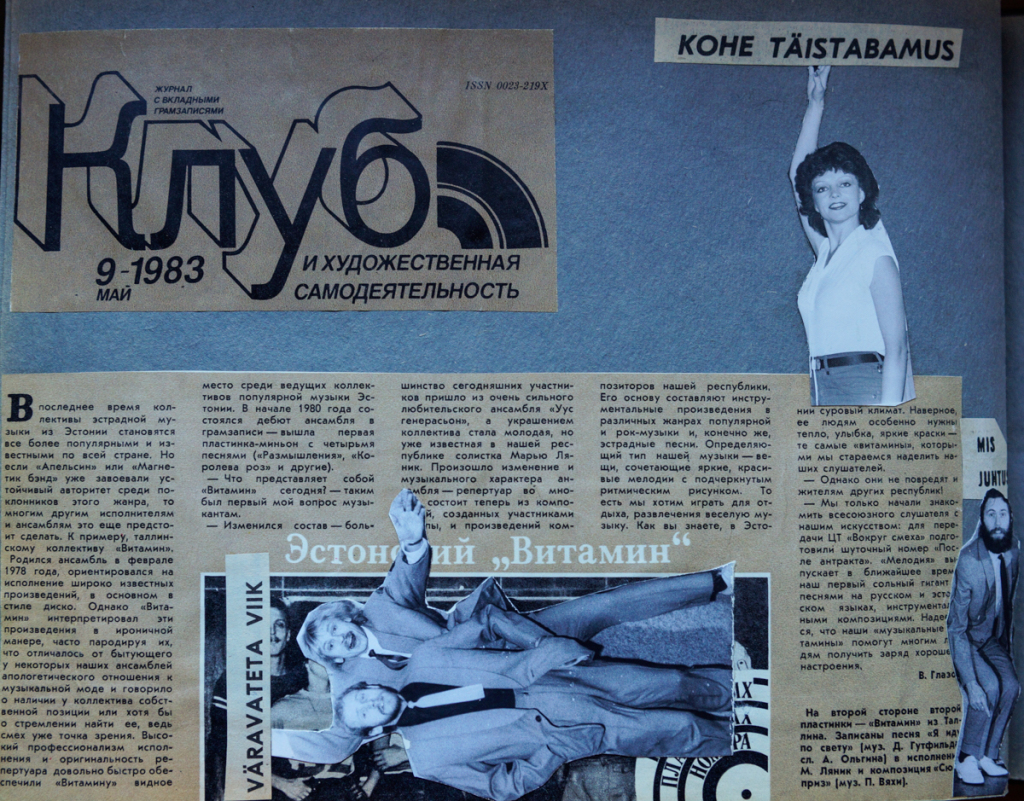 KOHE TÄISTABAMUS
ЖУРНАЛ
С ВКЛАДНЫМИ
ГРАМЗАПИСЯМИ
ISSN 0023-219X
Клуб
9-1983
МАЙ
И ХУДОЖЕСТВЕННАЯ
САМОДЕЯТЕЛЬНОСТЬ
В последнее время кол-
лективы эстрадной му-
зыки из Эстонии становятся
все более популярными и из-
вестными по всей стране. Но
если «Апельсин» или «Магне-
тик бэнд» уже завоевали ус-
тойчивый авторитет среди по-
клонников этого жанра, то
многим другим исполнителям
и ансамблям это еще предсто-
ит сделать. К примеру, таллин-
скому коллективу «Витамин».
Родился ансамбль в феврале
1978 года, ориентировался на
исполнение широко известных
произведений, в основном в
стиле диско. Однако «Вита-
мин» интерпретировал эти
произведения в ироничной
манере, часто пародируя их,
что отличалось от бытующего
у некоторых наших ансамблей
апологетического отношения к
музыкальной моде и говорило
о наличии у коллектива собст-
венной позиции или хотя бы
о стремлении найти ее, ведь
смех уже точка зрения. Высо-
кий профессионализм исполне-
ния и оригинальность ре-
пертуара довольно быстро обе-
спечили «Витамину» видное
место среди ведущих коллек-
тивов популярной музыки Эс-
тонии. В начале 1980 года со-
стоялся дебют ансамбля в
грамзаписи — вышла первая
пластинка-миньон с четырьмя
песнями («Размышления», «Ко-
ролева роз» и другие).
— Что представляет собой
«Витамин» сегодня? — таким
был первый мой вопрос музы-
кантам.
— Изменился состав — боль-
шинство сегодняшних участни-
ков пришло из очень сильного
любительского ансамбля «Уус
генерасьон», а украшением
коллектива стала молодая, но
уже известная в нашей рес-
публике солистка Марью Ля-
ник. Произошло изменение и
музыкального характера ан-
самбля — репертуар во мно-
состоит теперь из компо-
й, созданных участниками
пы, и произведений ком-
позиторов нашей республики.
Его основу составляют инстру-
ментальные произведения в
различных жанрах популярной
и рок-музыки и, конечно же,
эстрадные песни. Определяю-
щий тип нашей музыки — ве-
щи, сочетающие яркие, краси-
вые мелодии с подчеркнутым
ритмическим рисунком. То
есть мы хотим играть для от-
дыха, развлечения веселую му-
зыку. Как вы знаете, в Эсто-
нии суровый климат. Наверное,
ее людям особенно нужны
тепло, улыбка, яркие краски —
те самые «витамины», которы-
ми мы стараемся наделить на-
ших слушателей.
— Однако они не повредят и
жителям других республик!
— Мы только начали знако-
мить всесоюзного слушателя с
нашим искусством: для пере-
дачи ЦТ «Вокруг смеха» подго-
товили шуточный номер «Пос-
ле антракта». «Мелодия» вы-
пускает в ближайшее врем
наш первый сольный гигант
песнями на русском и эсто
ском языках, инструментал
ными композициями. Надее
ся, что наши «музыкальные
тамины» помогут многим л
дям получить заряд хороше
настроения.
В. Глазо
На второй стороне второй
пластинки — «Витамин» из Тал-
лина. Записаны песня «Я ид
по свету» (муз. Д. Гутфильд
сл. А. Ольгина) в исполнен
М. Ляник и композиция «Сю
приз» (муз. П. Вяхи).
Эстон ий „Витамин“
VÄRAVATETA VIIK
MIS
JUNTUS